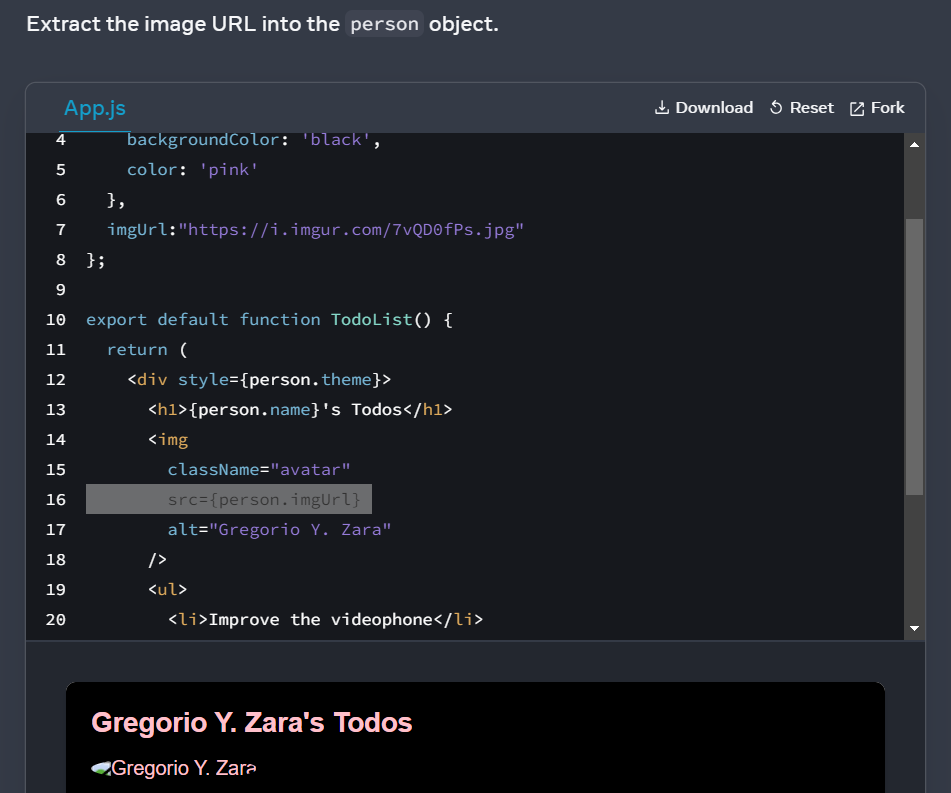 Extract the image URL into the person object.
App.js
Download Reset Fork
4 backgroundColor: 'black',
5 color: 'pink'
6 },
7 imgUrl:"https://i.imgur.com/7vQD0fPs.jpg"
8 };
9
10 export default function TodoList() {
11 return (
12 <div style={person.theme}>
13 <h1>{person.name}'s Todos</h1>
14 <img
15 className="avatar"
16 src={person.imgUrl}
17 alt="Gregorio Y. Zara"
18 />
19 <ul>
20 <li>Improve the videophone</li>
Gregorio Y. Zara's Todos
Gregorio Y. Zara